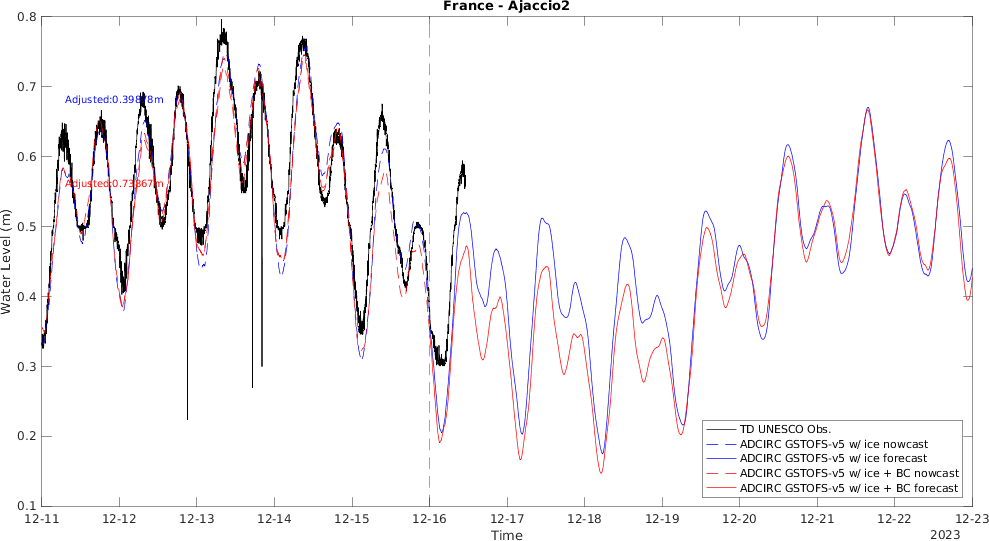 France - Ajaccio2
Water Level (m)
0.8
0.7
0.6
0.5
0.4
0.3
0.2
0.1
Adjusted:0.39878m
Adjusted:0.73867m
TD UNESCO Obs.
ADCIRC GSTOFS-v5 w/ ice nowcast
ADCIRC GSTOFS-v5 w/ ice forecast
ADCIRC GSTOFS-v5 w/ ice + BC nowcast
ADCIRC GSTOFS-v5 w/ ice + BC forecast
12-11 12-12 12-13 12-14 12-15 12-16 12-17 12-18 12-19 12-20 12-21 12-22 12-23
Time
2023